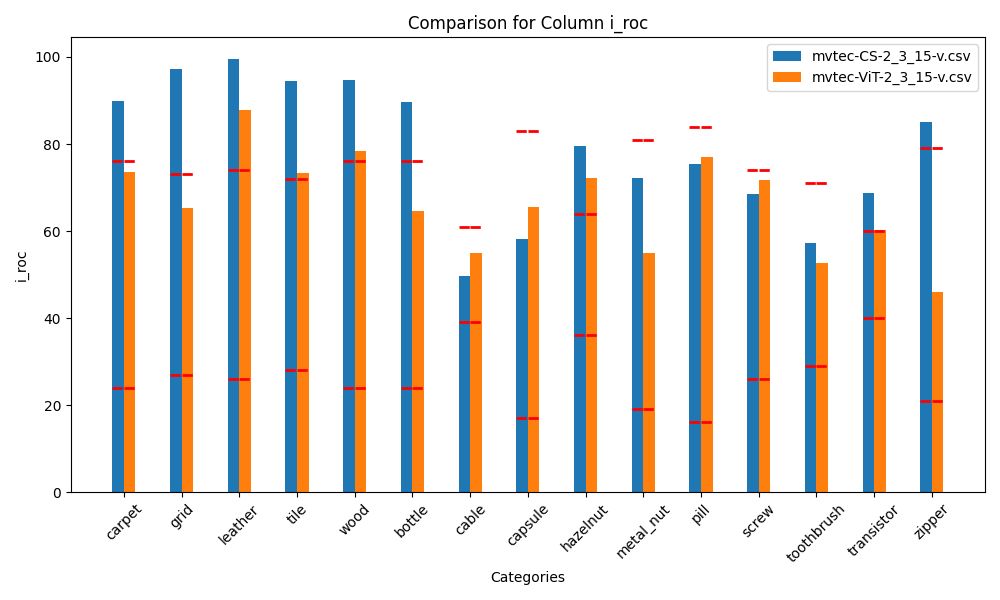 Comparison for Column i_roc
mvtec-CS-2_3_15-v.csv
mvtec-ViT-2_3_15-v.csv
100
80
60
40
20
0
i_roc
carpet
grid
leather
tile
wood
bottle
cable
capsule
hazelnut
metal_nut
pill
screw
toothbrush
transistor
zipper
Categories